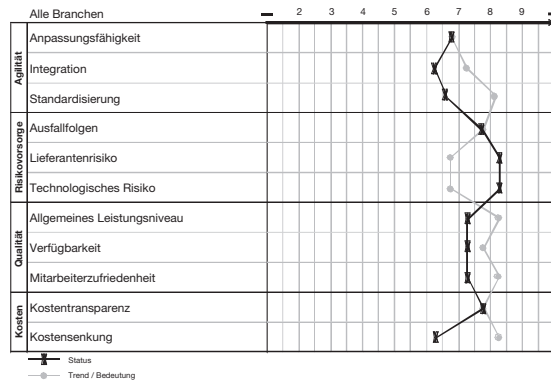 Alle Branchen 2 3 4 5 6 7 8 9
Agilität
Anpassungsfähigkeit
Integration
Standardisierung
Risikovorsorge
Ausfallfolgen
Lieferantenrisiko
Technologisches Risiko
Qualität
Allgemeines Leistungsniveau
Verfügbarkeit
Mitarbeiterzufriedenheit
Kosten
Kostentransparenz
Kostensenkung
Status
Trend / Bedeutung